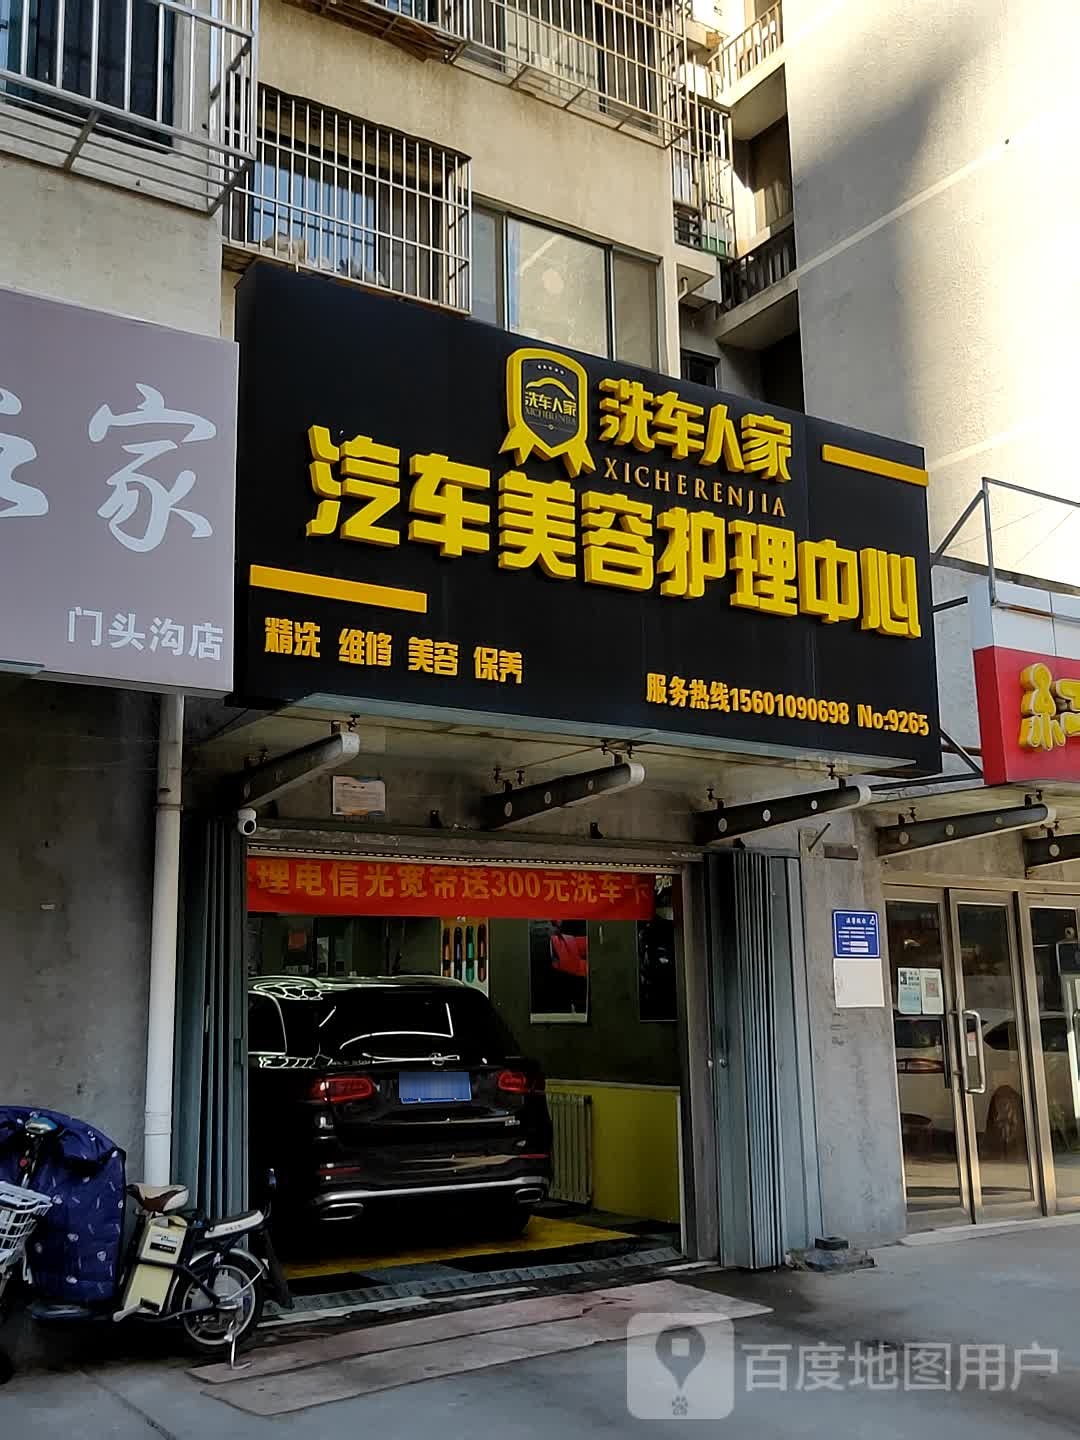 洗车人家
XICHERENJIA
洗车人家
XICHERENJIA
汽车美容护理中心
精洗 维修 美容 保养
服务热线15601090698 No:9265
家
门头沟店
理电信光宽带送300元洗车卡
百度地图用户